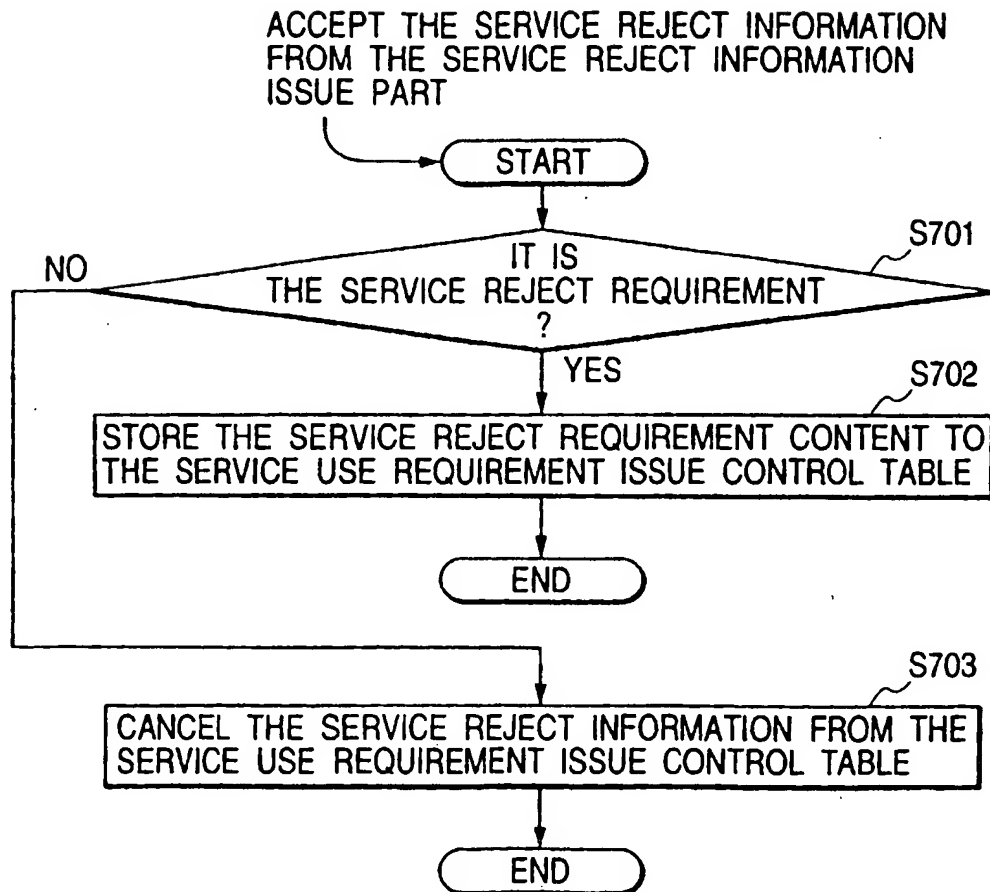 ACCEPT THE SERVICE REJECT INFORMATION
FROM THE SERVICE REJECT INFORMATION
ISSUE PART
START
S701
NO
IT IS
THE SERVICE REJECT REQUIREMENT
?
YES
S702
STORE THE SERVICE REJECT REQUIREMENT CONTENT TO
THE SERVICE USE REQUIREMENT ISSUE CONTROL TABLE
END
S703
CANCEL THE SERVICE REJECT INFORMATION FROM THE
SERVICE USE REQUIREMENT ISSUE CONTROL TABLE
END